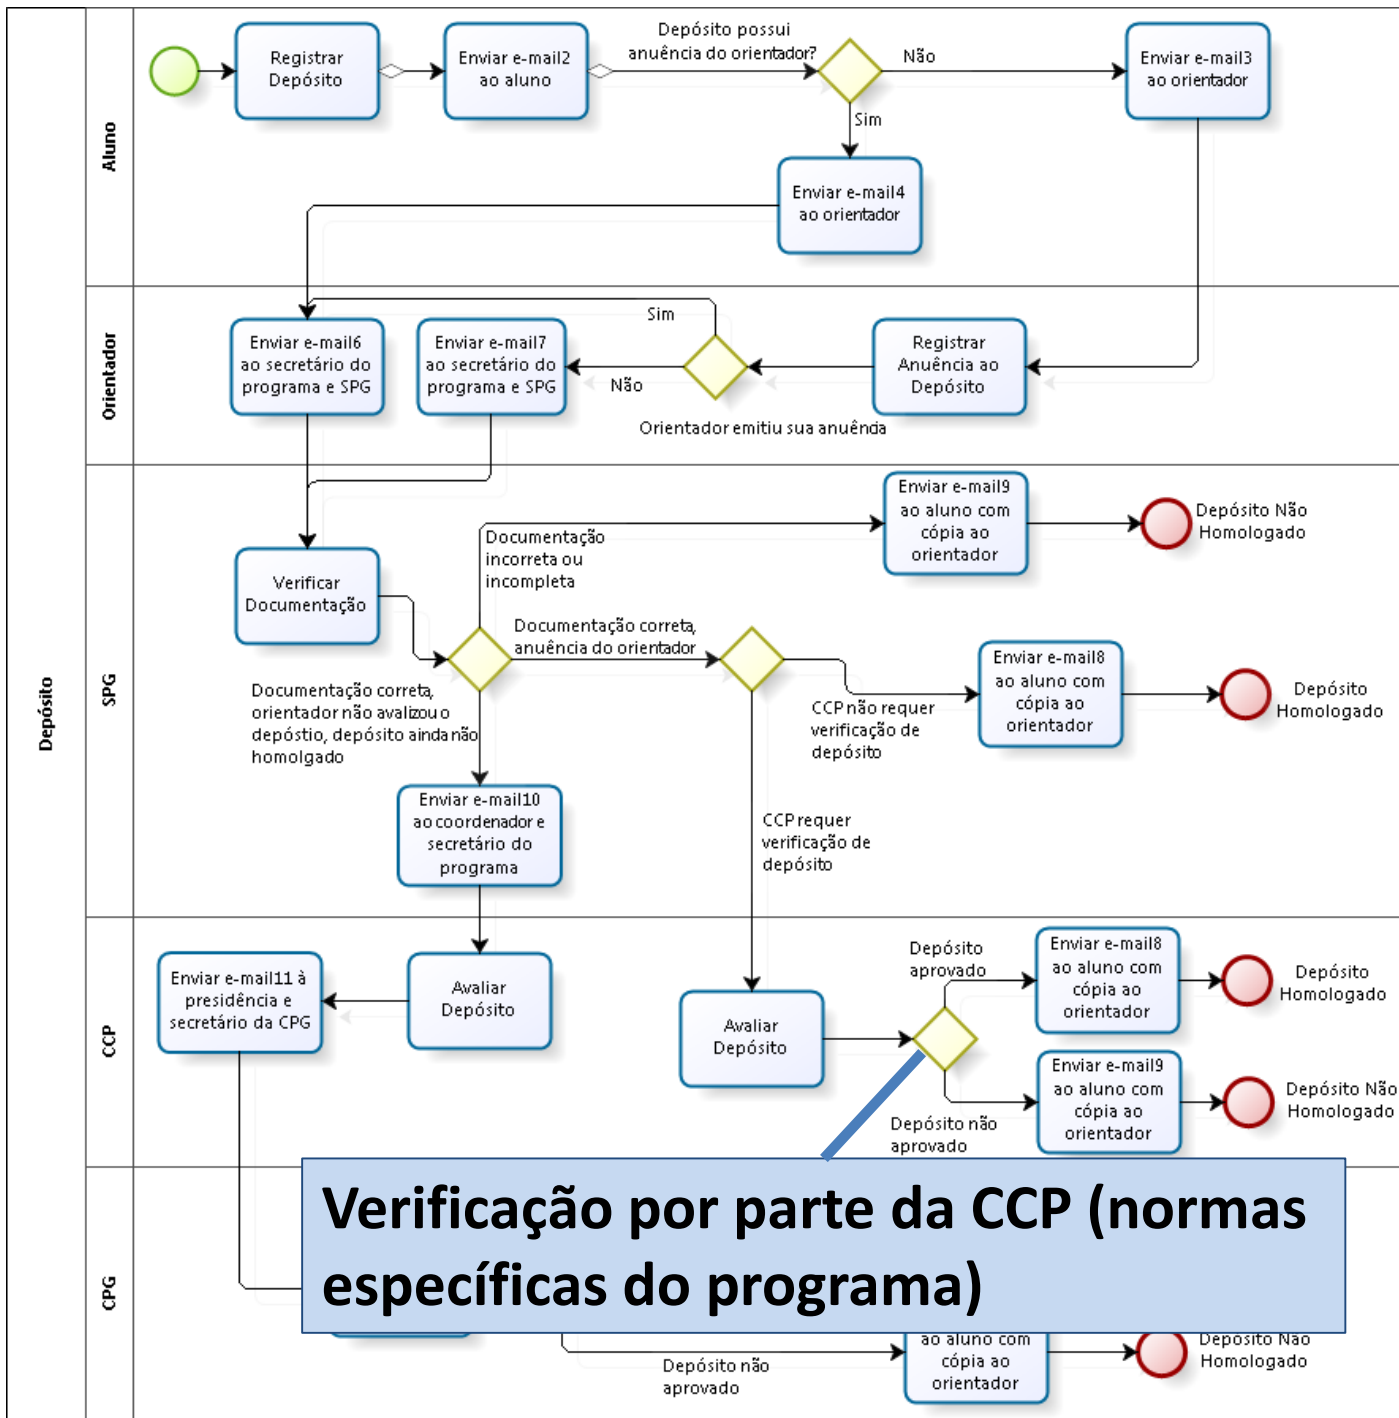 Depósito
Aluno
Registrar
Depósito
Enviar e-mail2
ao aluno
Depósito possui
anuência do orientador?
Não
Enviar e-mail3
ao orientador
Sim
Enviar e-mail4
ao orientador
Orientador
Enviar e-mail6
ao secretário do
programa e SPG
Enviar e-mail7
ao secretário do
programa e SPG
Sim
Não
Registrar
Anuência ao
Depósito
Orientador emitiu sua anuência
SPG
Enviar e-mail9
ao aluno com
cópia ao
orientador
Depósito Não
Homologado
Documentação
incorreta ou
incompleta
Verificar
Documentação
Documentação correta,
anuência do orientador
Enviar e-mail8
ao aluno com
cópia ao
orientador
Depósito
Homologado
Documentação correta,
orientador não avalizou o
depóstio, depósito ainda não
homolgado
CCP não requer
verificação de
depósito
Enviar e-mail10
ao coordenador e
secretário do
programa
CCP requer
verificação de
depósito
CCP
Enviar e-mail11 à
presidência e
secretário da CPG
Avaliar
Depósito
Avaliar
Depósito
Depósito
aprovado
Enviar e-mail8
ao aluno com
cópia ao
orientador
Depósito
Homologado
Depósito não
aprovado
Enviar e-mail9
ao aluno com
cópia ao
orientador
Depósito Não
Homologado
CPG
Verificação por parte da CCP (normas
específicas do programa)
Depósito não
aprovado
ao aluno com
cópia ao
orientador
Depósito Não
Homologado